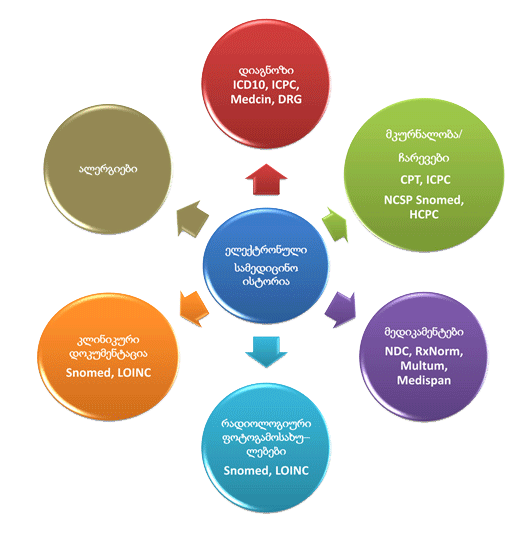 დიაგნოზი
ICD10, ICPC,
Medcin, DRG
მკურნალობა/
ჩარევები
CPT, ICPC
NCSP Snomed,
HCPC
ალერგიები
ელექტრონული
სამედიცინო
ისტორია
კლინიკური
დოკუმენტაცია
Snomed, LOINC
მედიკამენტები
NDC, RxNorm,
Multum,
Medispan
რადიოლოგიური
ფოტოგამოსახუ–
ლებები
Snomed, LOINC